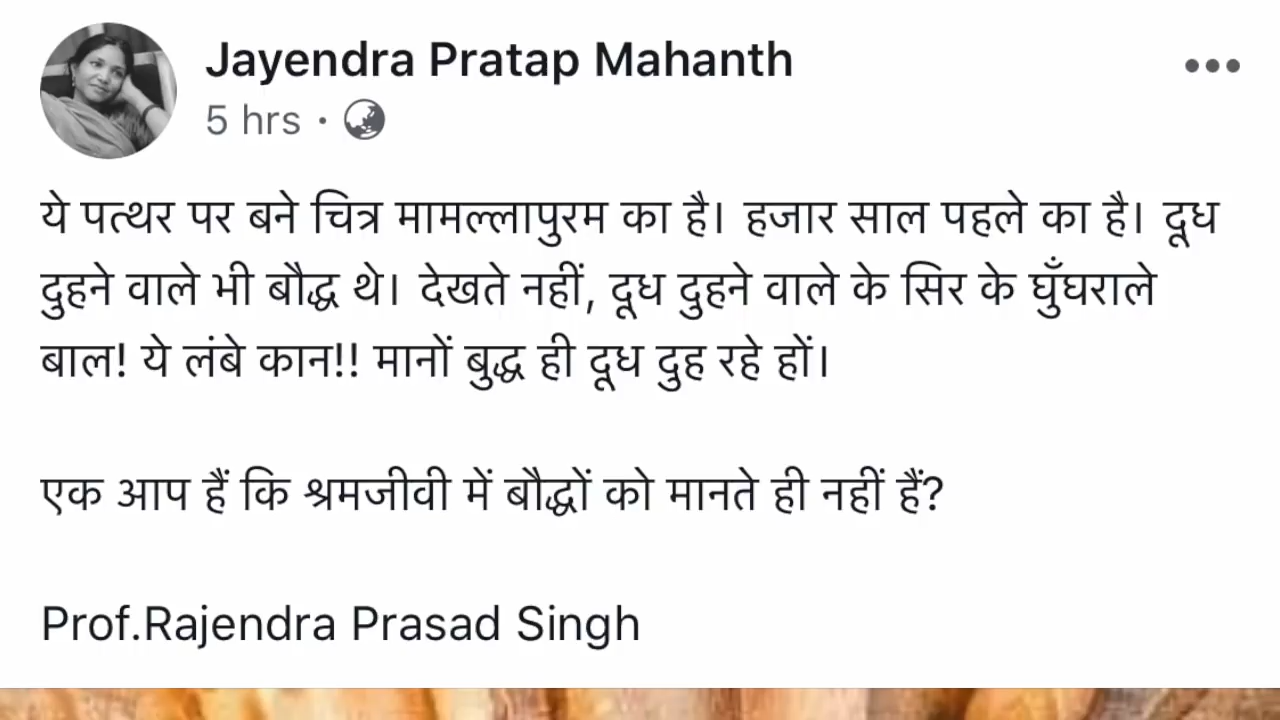 Jayendra Pratap Mahanth
5 hrs ·
ये पत्थर पर बने चित्र मामल्लापुरम का है। हजार साल पहले का है। दूध
दुहने वाले भी बौद्ध थे। देखते नहीं, दूध दुहने वाले के सिर के घुँघराले
बाल! ये लंबे कान!! मानों बुद्ध ही दूध दुह रहे हों।
एक आप हैं कि श्रमजीवी में बौद्धों को मानते ही नहीं हैं?
Prof.Rajendra Prasad Singh